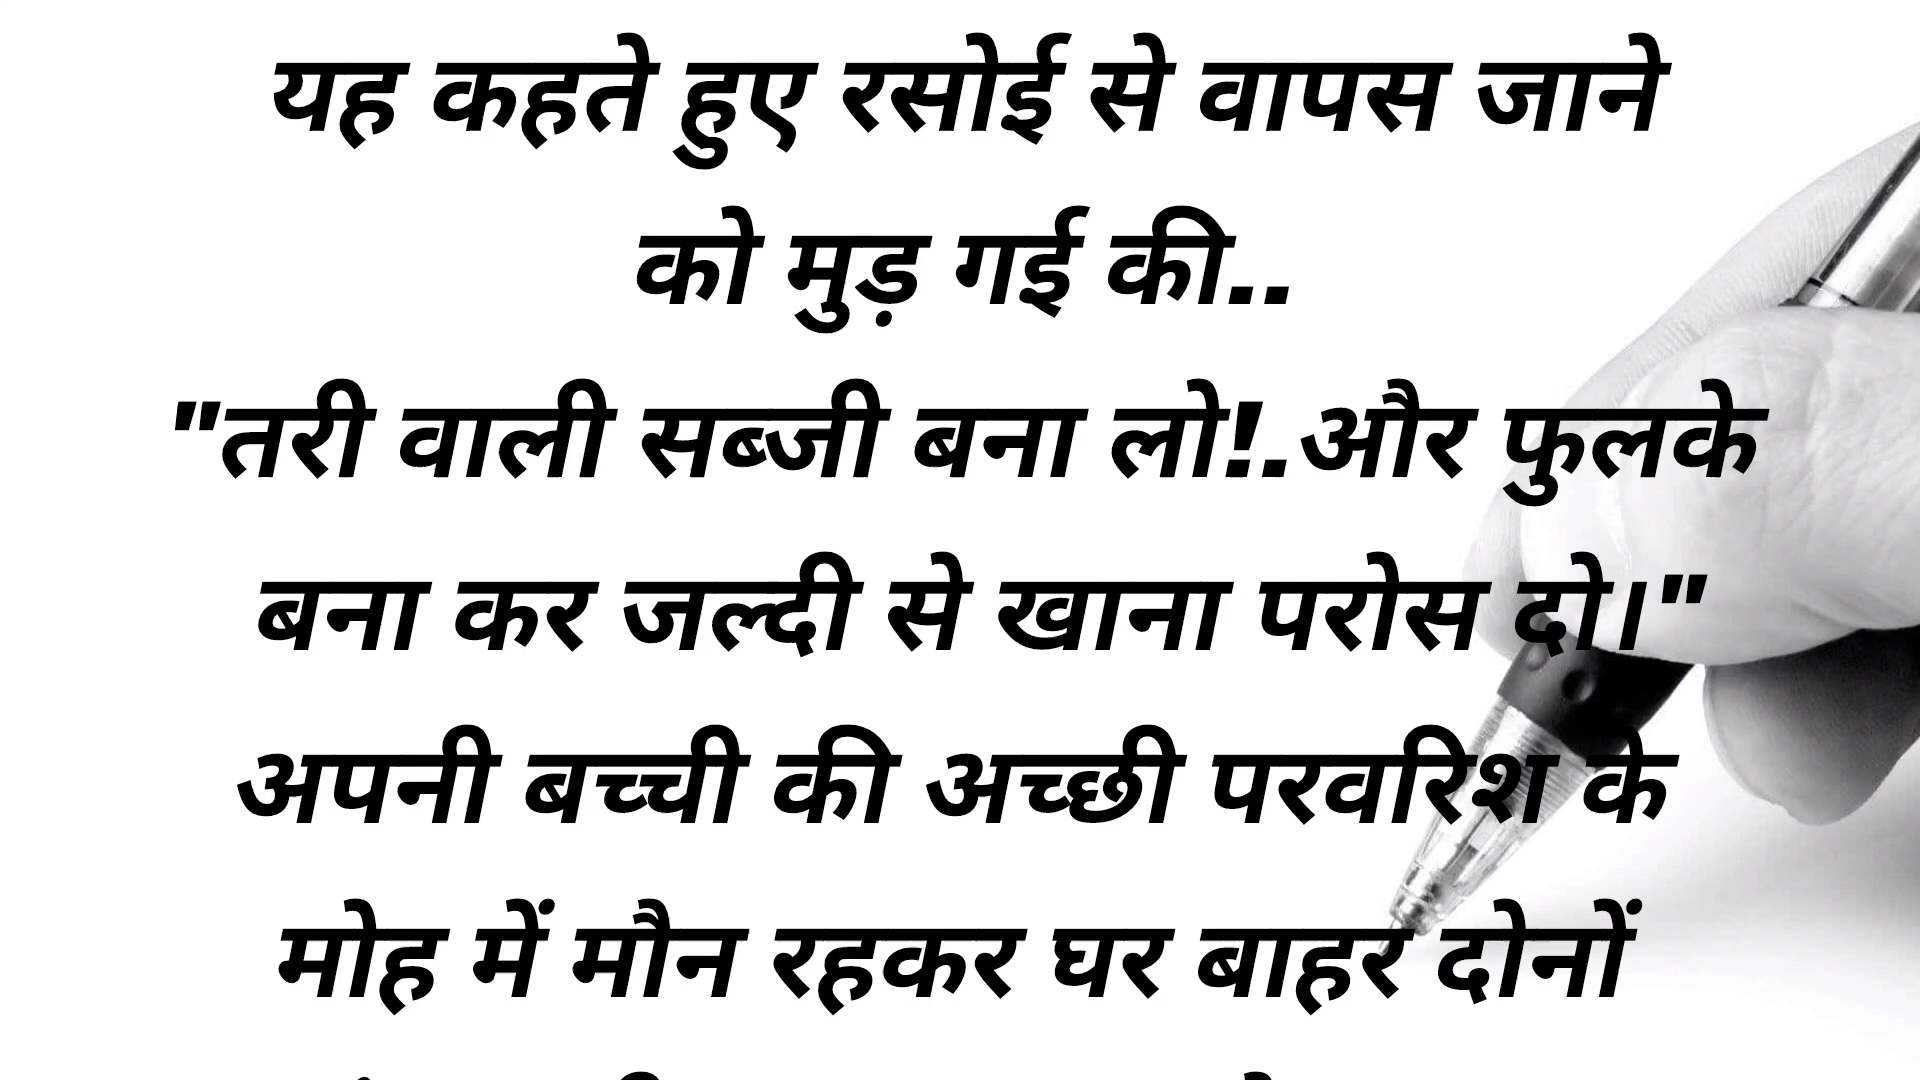 यह कहते हुए रसोई से वापस जाने
को मुड़ गई की..
"तरी वाली सब्जी बना लो!.और फुलके
बना कर जल्दी से खाना परोस दो।"
अपनी बच्ची की अच्छी परवरिश के
मोह में मौन रहकर घर बाहर दोनों